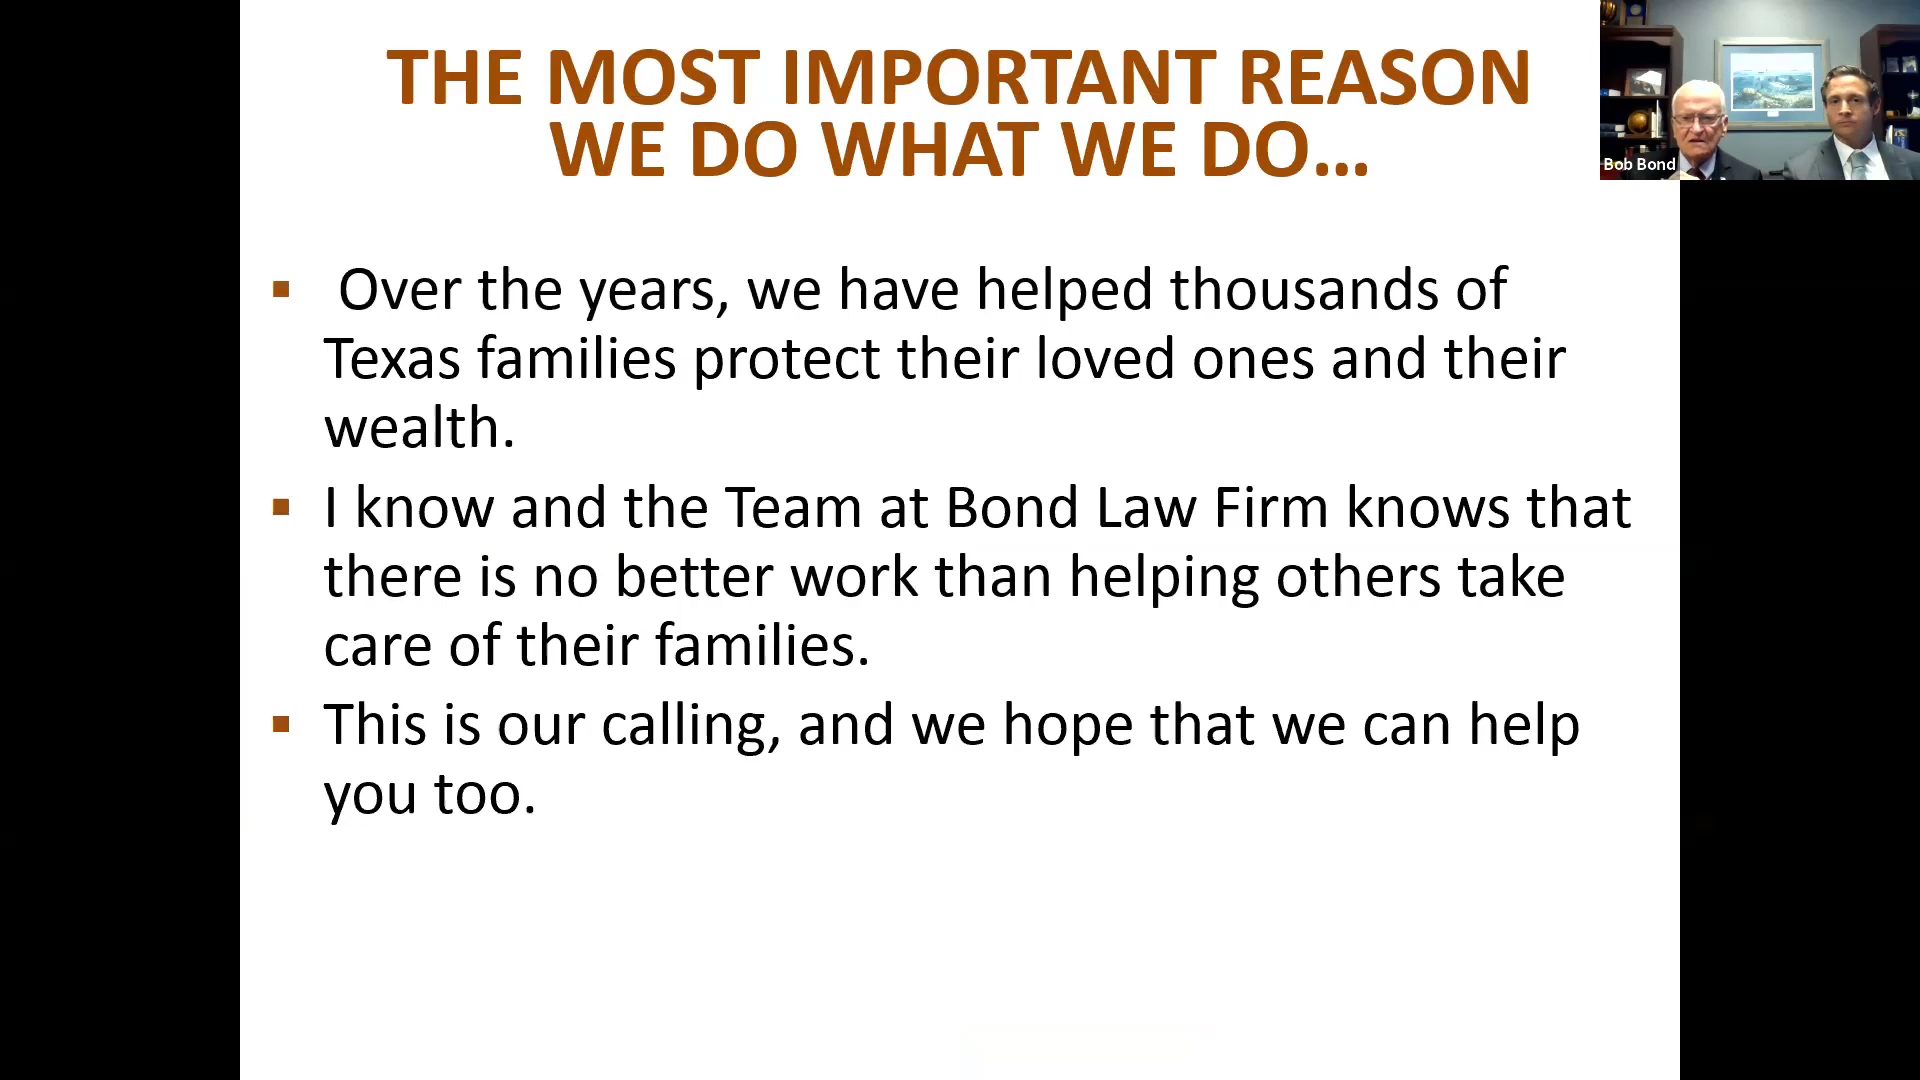 THE MOST IMPORTANT REASON
WE DO WHAT WE DO...
▪ Over the years, we have helped thousands of
Texas families protect their loved ones and their
wealth.
▪ I know and the Team at Bond Law Firm knows that
there is no better work than helping others take
care of their families.
▪ This is our calling, and we hope that we can help
you too.
Bob Bond